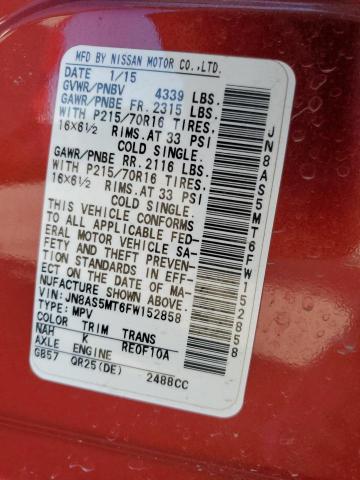 MFD BY NISSAN MOTOR CO.,LTD.
DATE 1/15
GVWR/PNBV 4339 LBS.
GAWR/PNBE FR. 2315 LBS.
WITH P215/70R16 TIRES,
16X6½ RIMS.AT 33 PSI
COLD SINGLE.
GAWR/PNBE RR. 2116 LBS.
WITH P215/70R16 TIRES,
16X6½ RIMS.AT 33 PSI
COLD SINGLE.
THIS VEHICLE CONFORMS
TO ALL APPLICABLE FED-
ERAL MOTOR VEHICLE SA-
FETY AND THEFT PREVEN-
TION STANDARDS IN EFF-
ECT ON THE DATE OF MA-
NUFACTURE SHOWN ABOVE.
VIN:JN8AS5MT6FW152858
TYPE: MPV
COLOR TRIM TRANS
NAH K RE0F10A
GB57 ENGINE
QR25(DE) 2488CC
JN8AS5MT6FW152858